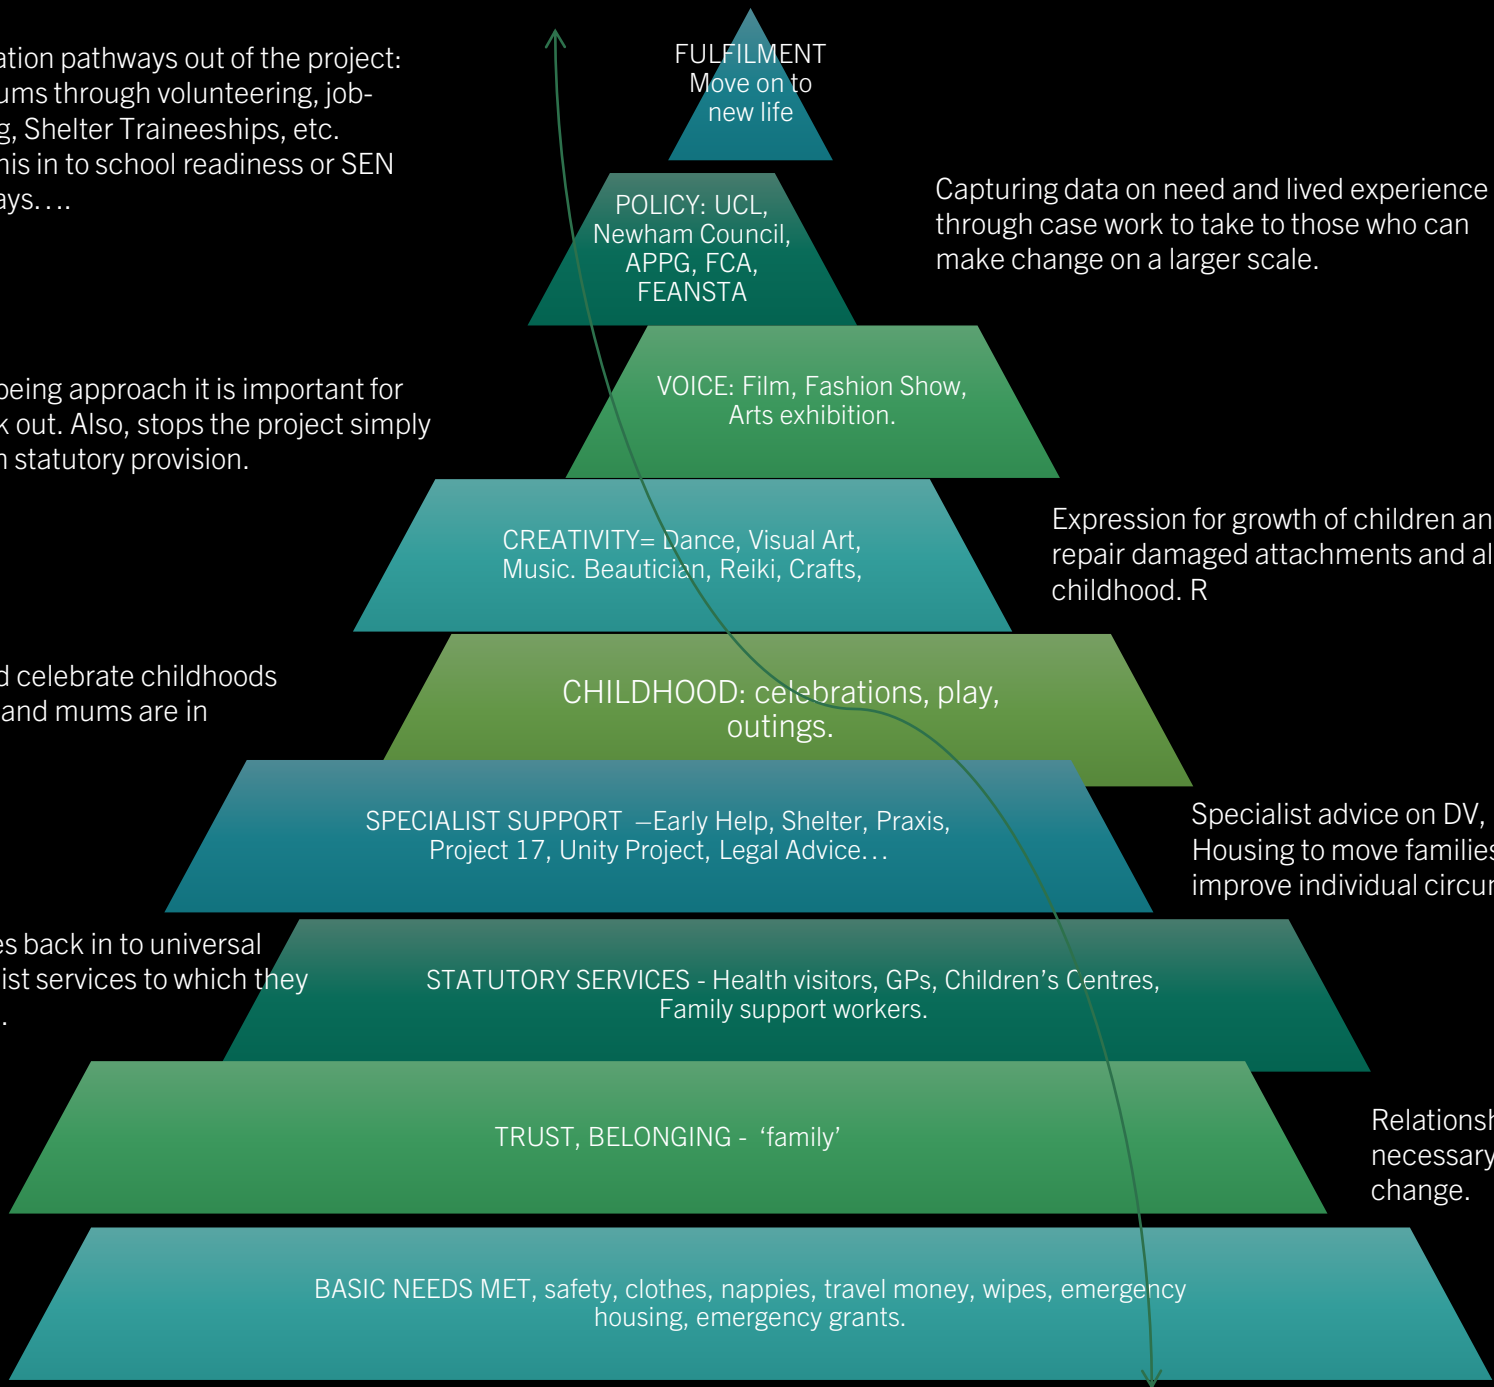 ation pathways out of the project:
ums through volunteering, job-
g, Shelter Traineeships, etc.
his in to school readiness or SEN
ays….
FULFILMENT
Move on to
new life
POLICY: UCL,
Newham Council,
APPG, FCA,
FEANSTA
Capturing data on need and lived experience
through case work to take to those who can
make change on a larger scale.
being approach it is important for
k out. Also, stops the project simply
n statutory provision.
VOICE: Film, Fashion Show,
Arts exhibition.
CREATIVITY= Dance, Visual Art,
Music. Beautician, Reiki, Crafts,
Expression for growth of children an
repair damaged attachments and al
childhood. R
d celebrate childhoods
and mums are in
CHILDHOOD: celebrations, play,
outings.
SPECIALIST SUPPORT –Early Help, Shelter, Praxis,
Project 17, Unity Project, Legal Advice…
Specialist advice on DV,
Housing to move families
improve individual circum
es back in to universal
ist services to which they
.
STATUTORY SERVICES - Health visitors, GPs, Children’s Centres,
Family support workers.
TRUST, BELONGING - ‘family’
Relationsh
necessary
change.
BASIC NEEDS MET, safety, clothes, nappies, travel money, wipes, emergency
housing, emergency grants.